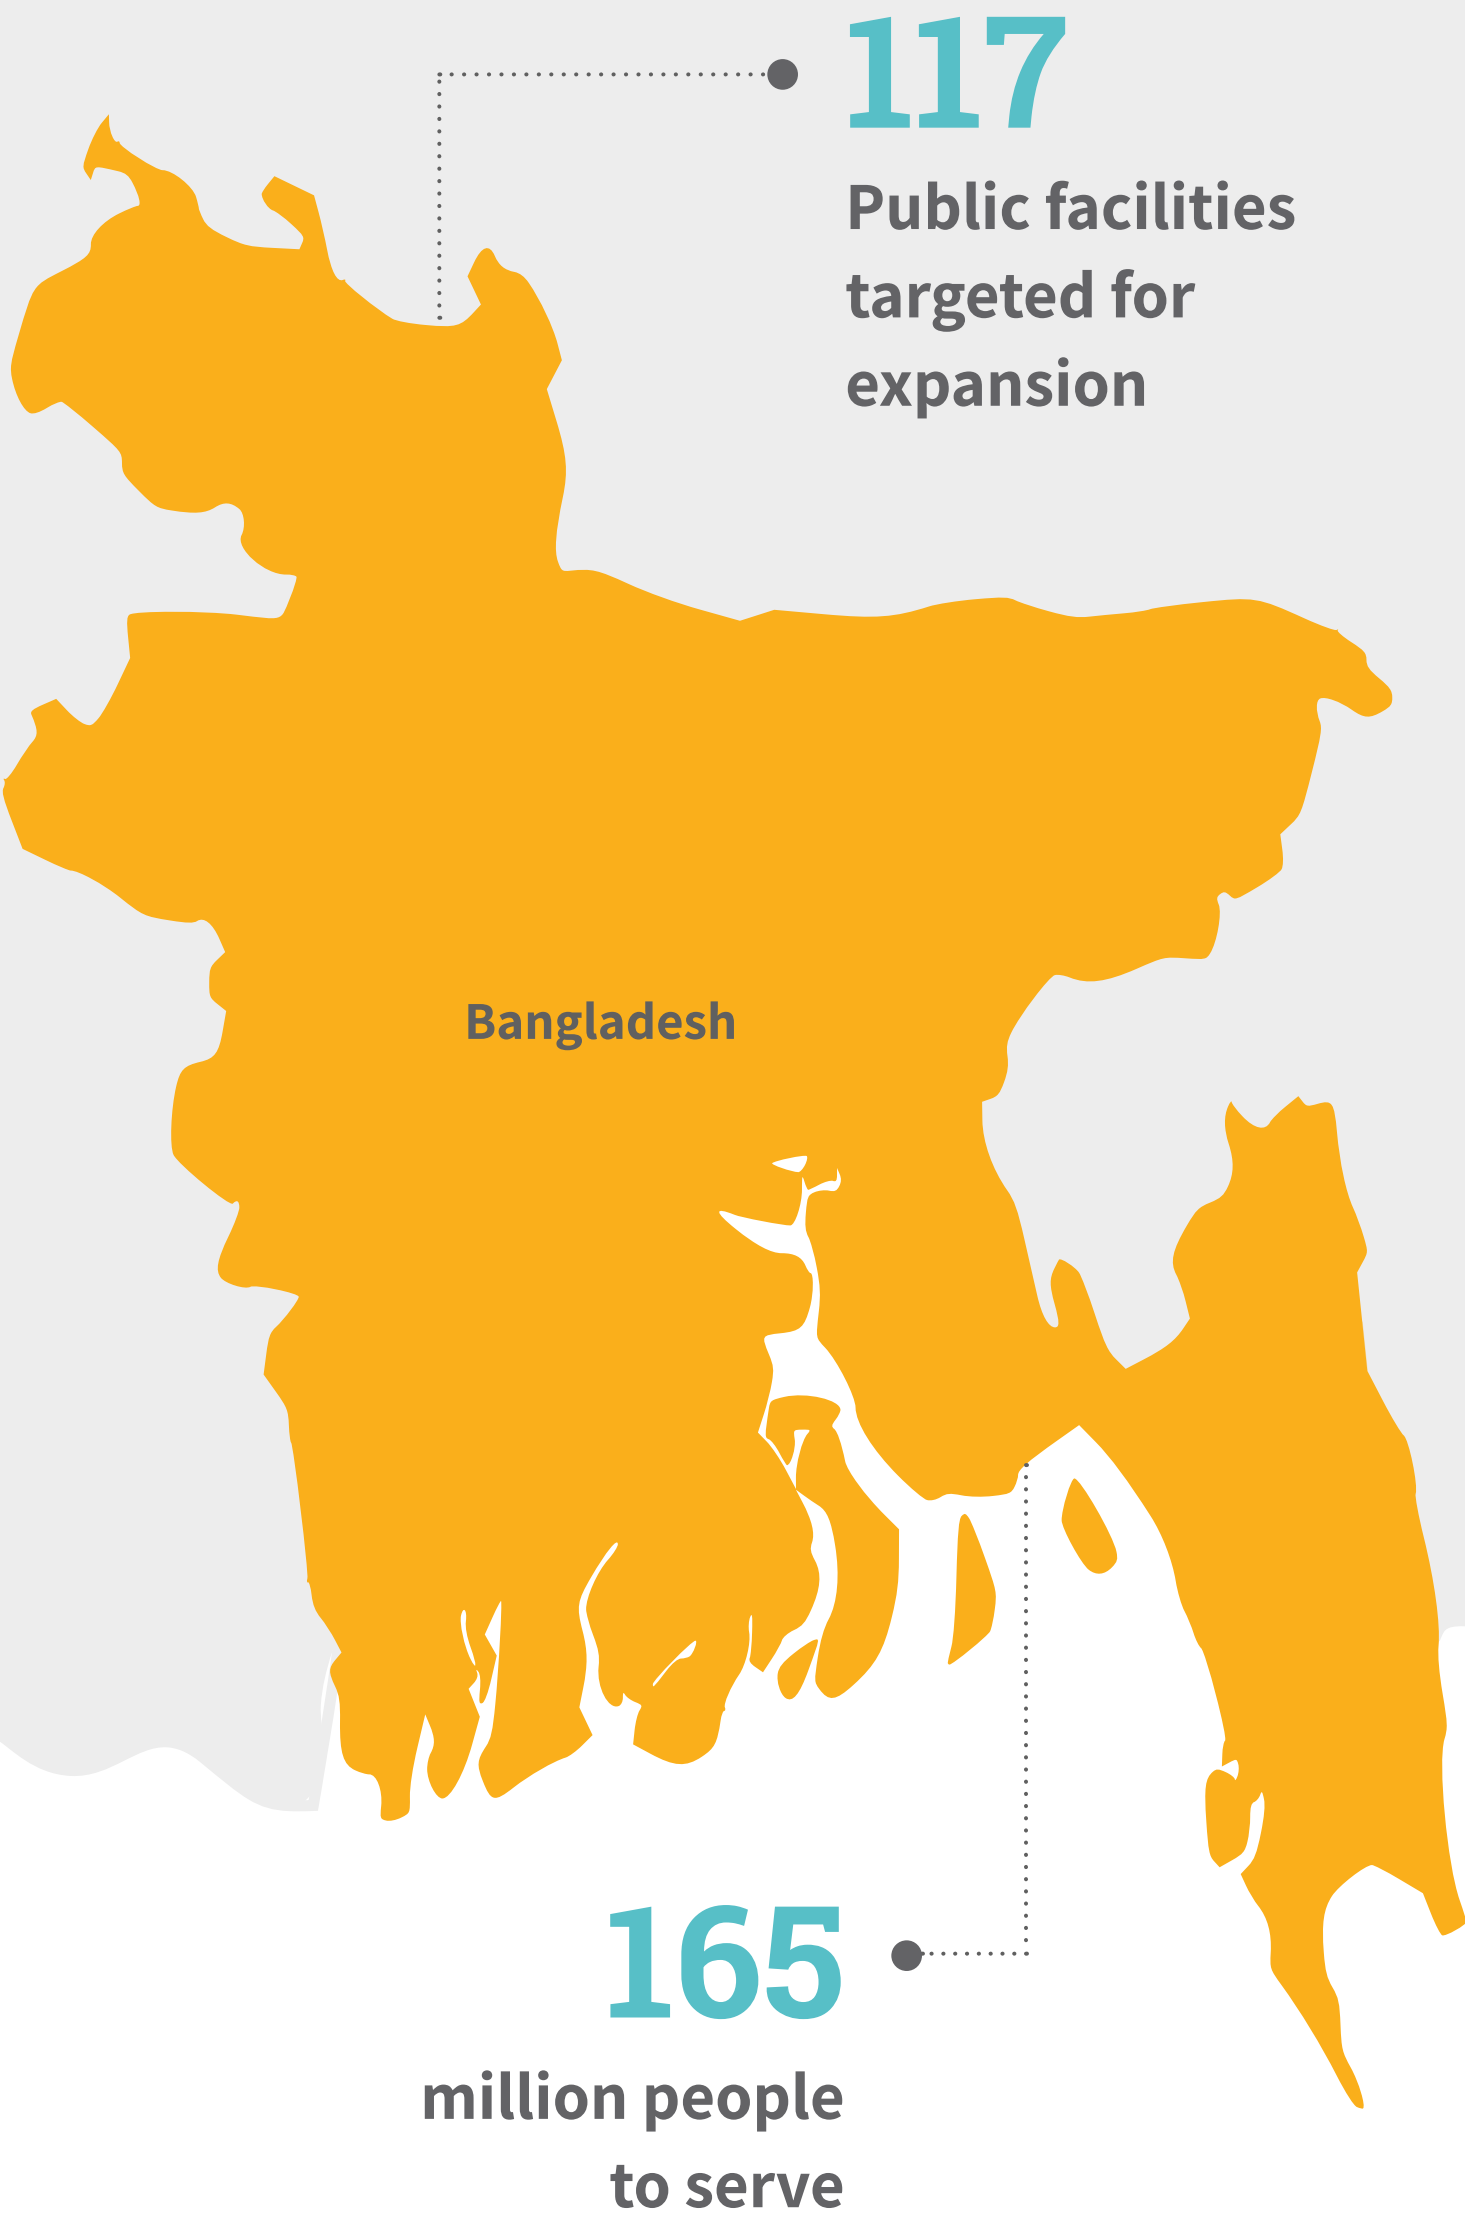 117
Public facilities
targeted for
expansion
Bangladesh
165
million people
to serve